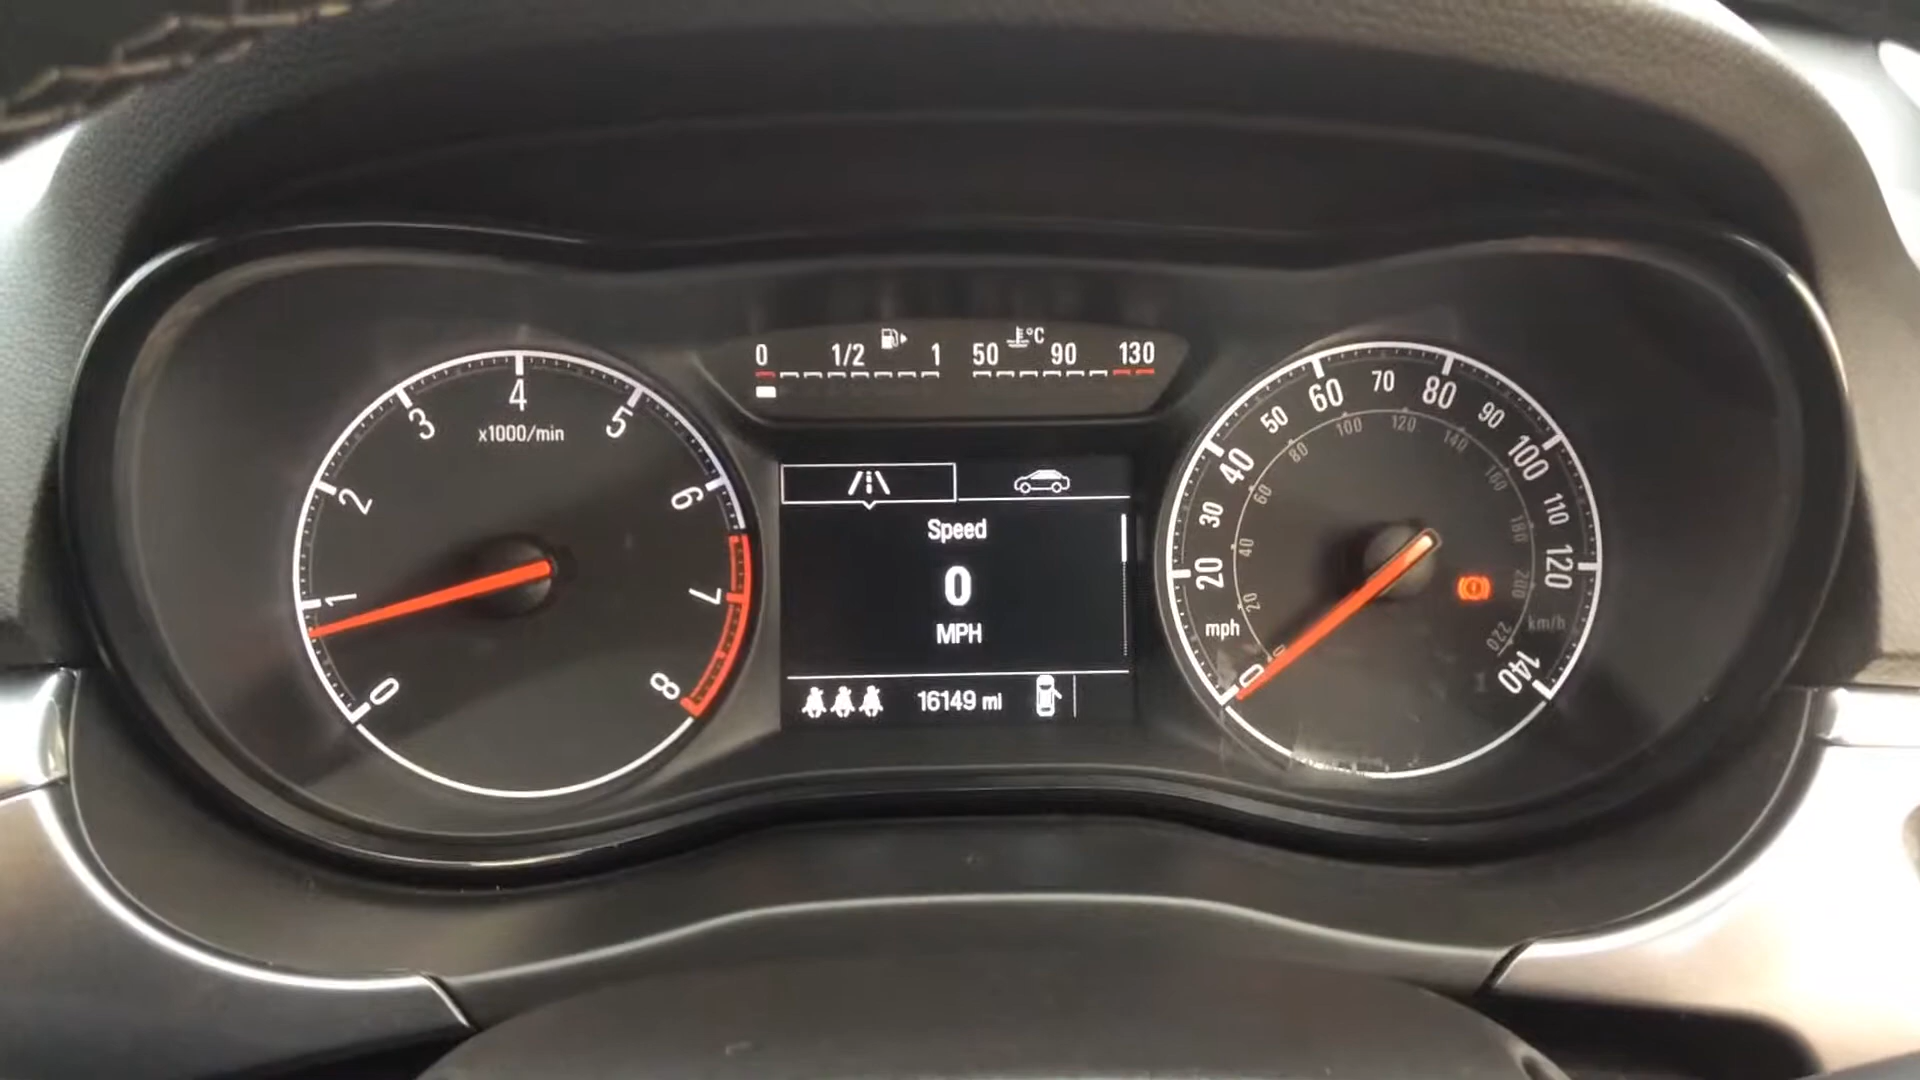 0 1/2 1 50 °C 90 130
0 1 2 3 4 5 6 7 8
x1000/min
Speed
0
MPH
16149 mi
0 20 30 40 50 60 70 80 90 100 110 120 140
mph
20 40 60 80 100 120 140 160 180 200 220
km/h